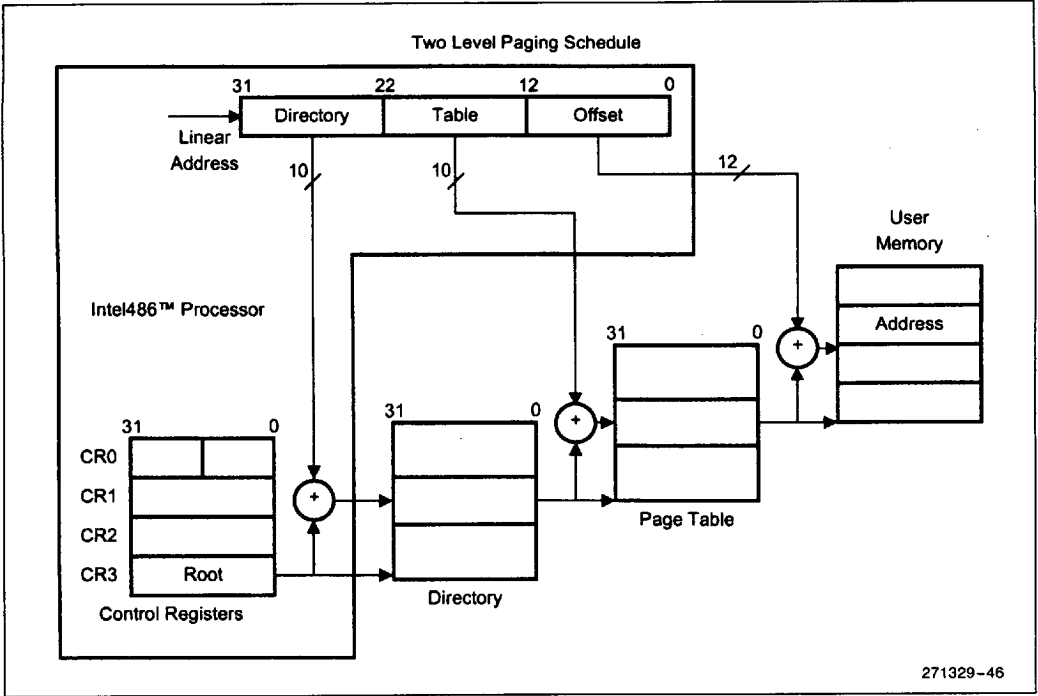 Two Level Paging Schedule
31 22 12 0
Directory Table Offset
Linear
Address
10 10 12
User
Memory
Intel486™ Processor
Address
+
31 0
31 0
+
31 0
CR0
CR1
+
CR2
Page Table
CR3 Root
Directory
Control Registers
271329-46